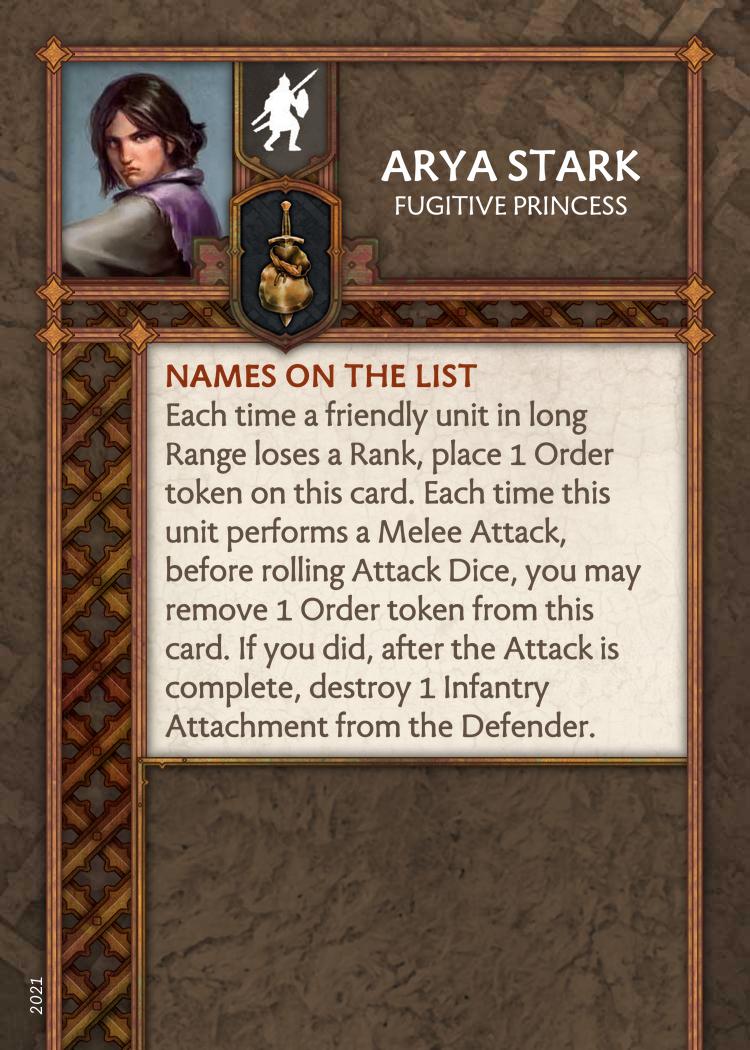 ARYA STARK
FUGITIVE PRINCESS
NAMES ON THE LIST
Each time a friendly unit in long
Range loses a Rank, place 1 Order
token on this card. Each time this
unit performs a Melee Attack,
before rolling Attack Dice, you may
remove 1 Order token from this
card. If you did, after the Attack is
complete, destroy 1 Infantry
Attachment from the Defender.
2021